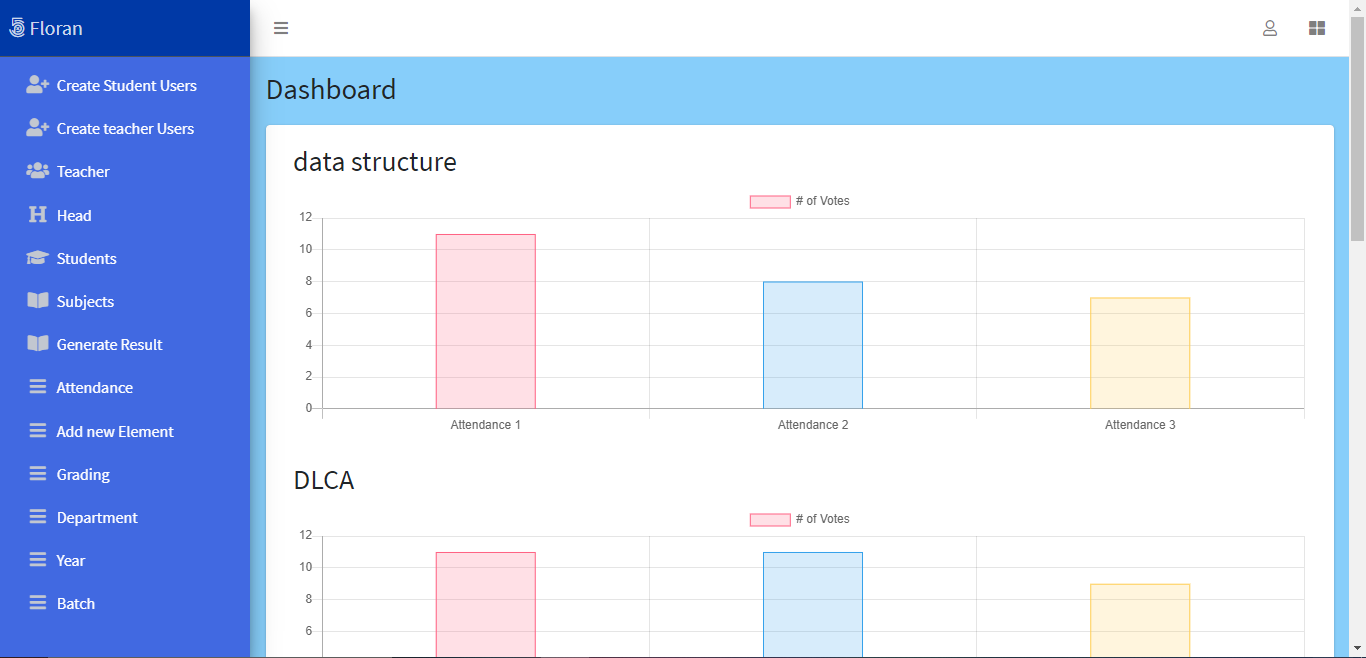 Floran
Create Student Users
Create teacher Users
Teacher
Head
Students
Subjects
Generate Result
Attendance
Add new Element
Grading
Department
Year
Batch
Dashboard
data structure
# of Votes
12
10
8
6
4
2
0
Attendance 1 Attendance 2 Attendance 3
DLCA
# of Votes
12
10
8
6